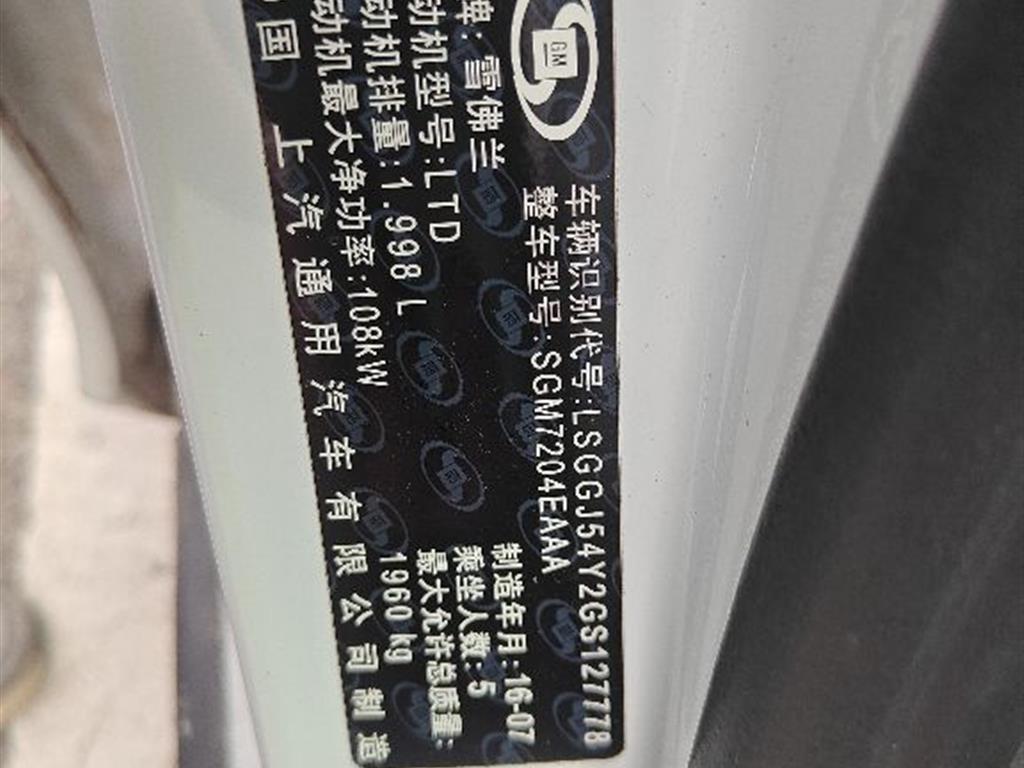 GM
车辆识别代号:LSGGJ54Y2GS127778
整车型号:SGM7204EAAA
制造年月:16-07
牌: 雪佛兰
乘坐人数:5
动机型号:LTD
最大允许总质量:
动机排量:1.998L
1960kg
动机最大净功率:108kW
国 上汽通用汽车有限公司制造